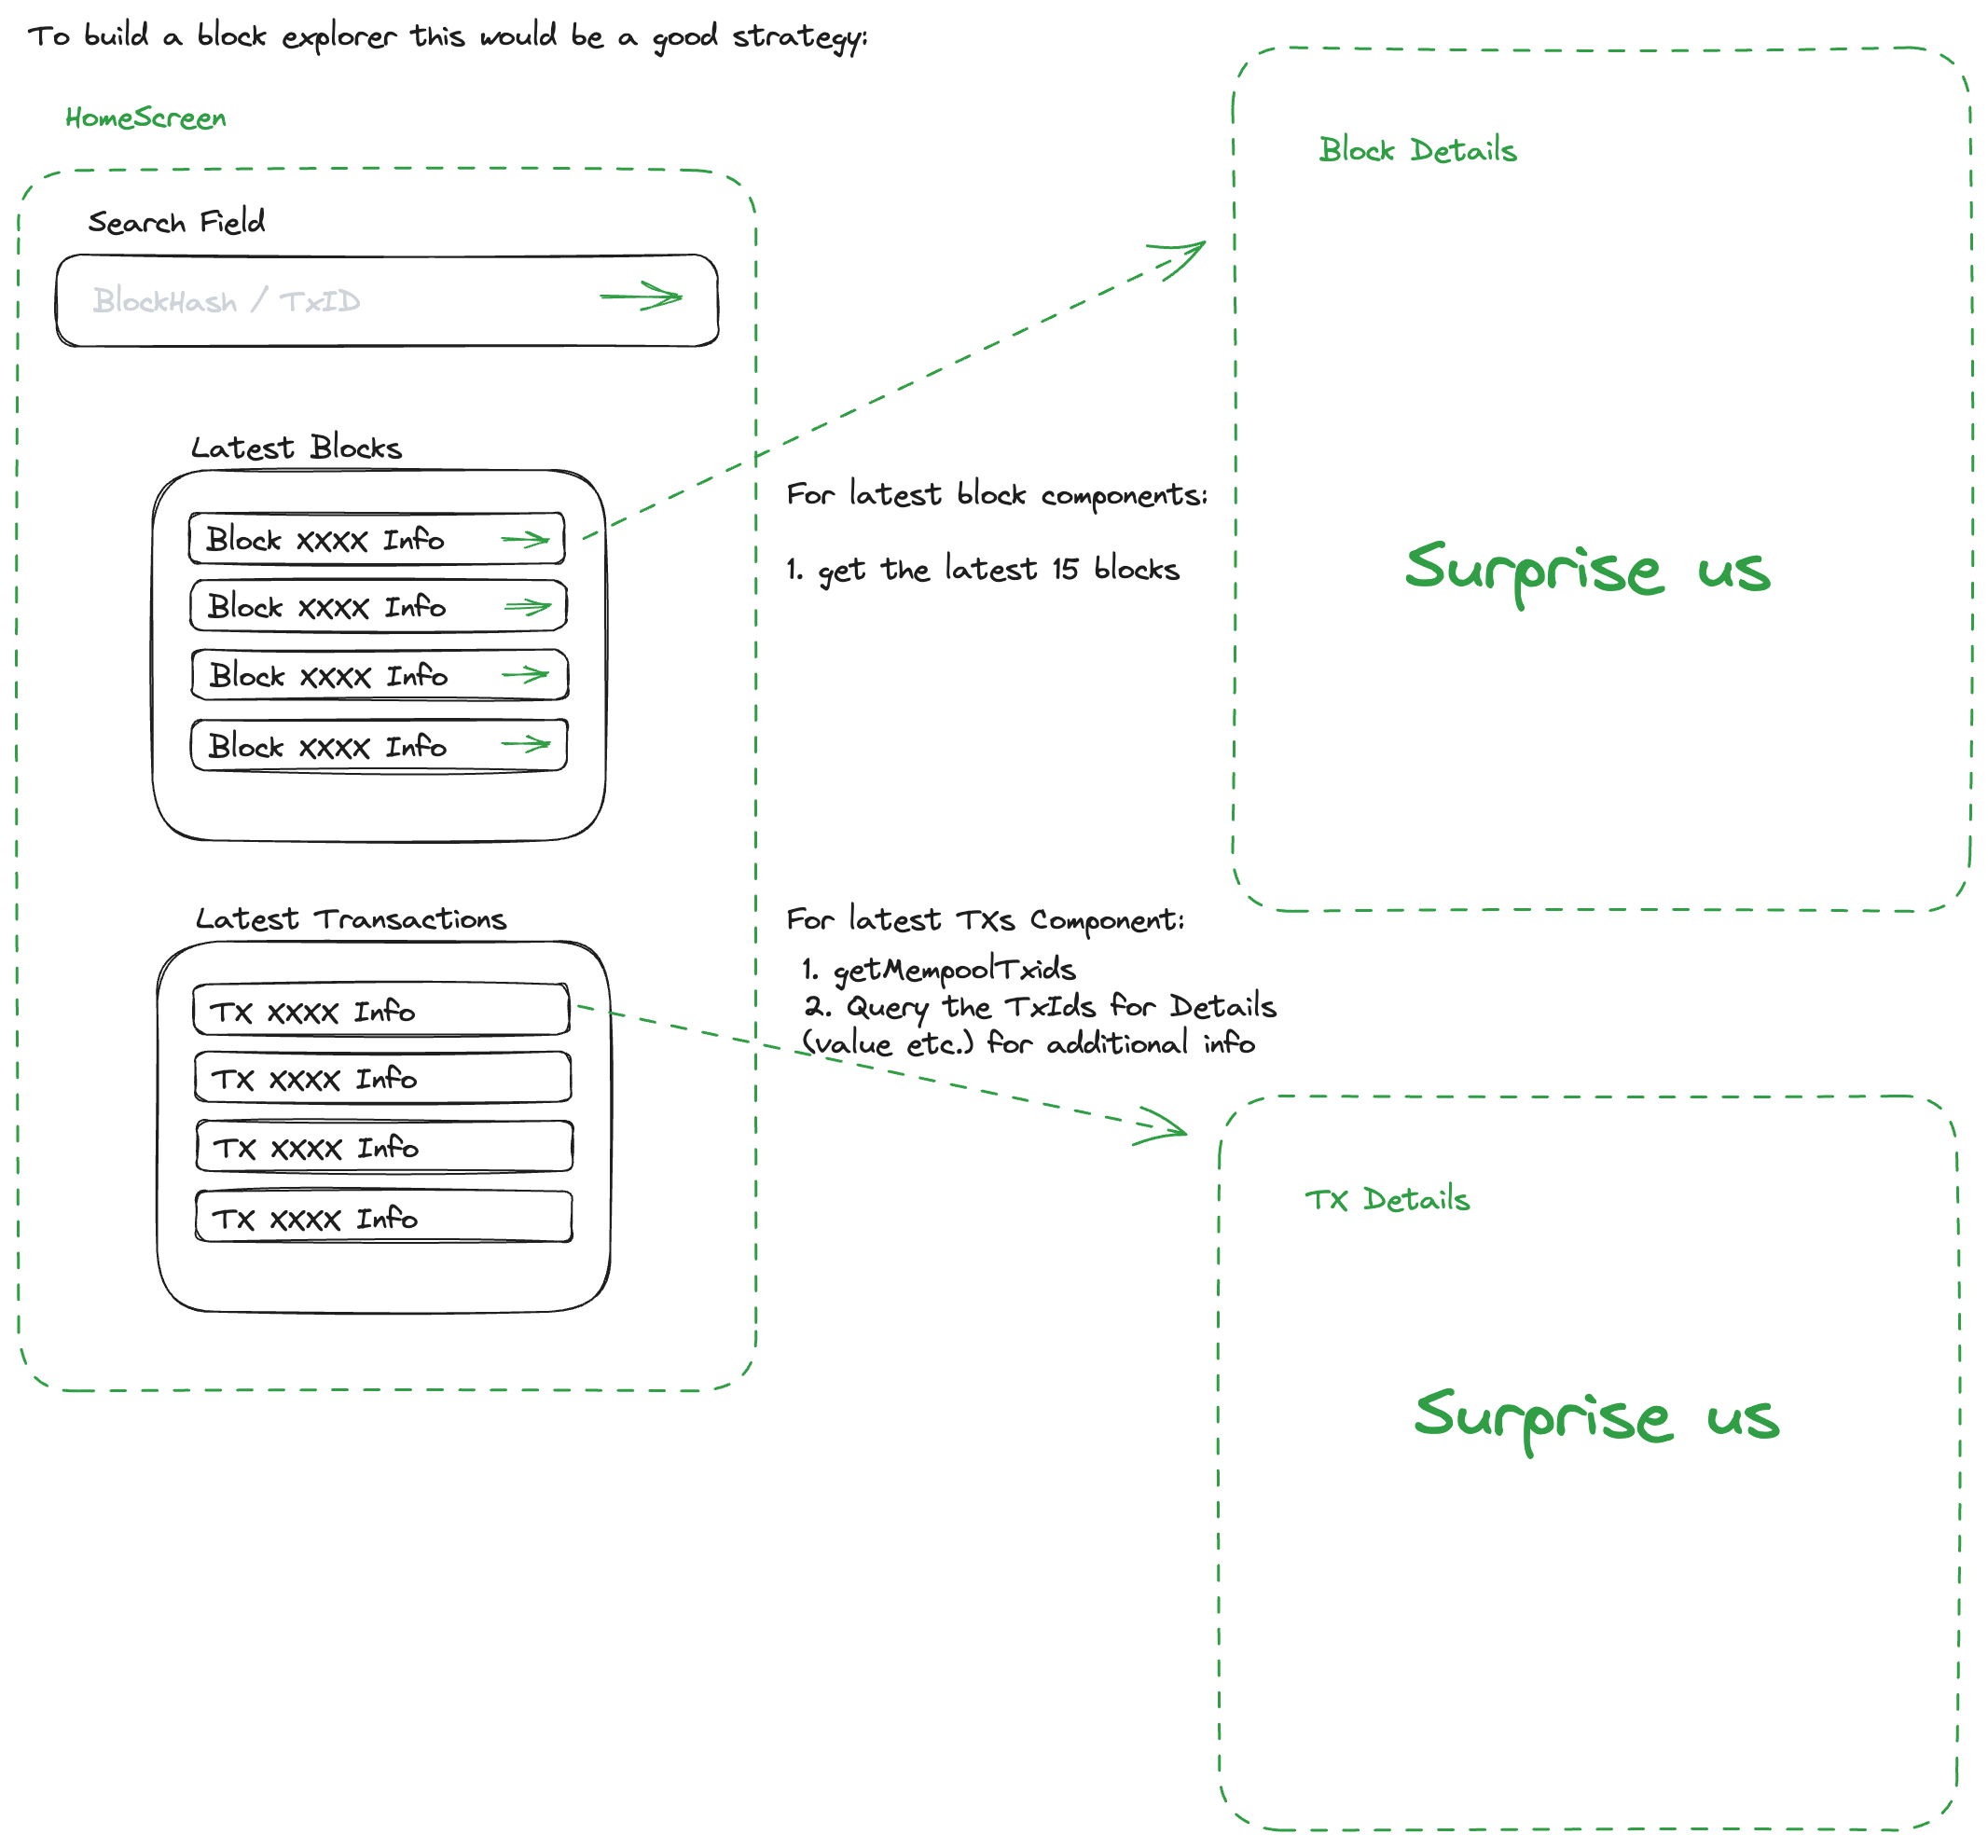 To build a block explorer this would be a good strategy:
HomeScreen
Search Field
BlockHash / TxID
Latest Blocks
Block XXXX Info
Block XXXX Info
Block XXXX Info
Block XXXX Info
For latest block components:
1. get the latest 15 blocks
Block Details
Surprise us
Latest Transactions
TX XXXX Info
TX XXXX Info
TX XXXX Info
TX XXXX Info
For latest TXs Component:
1. getMempoolTxids
2. Query the TxIds for Details
(value etc.) for additional info
TX Details
Surprise us